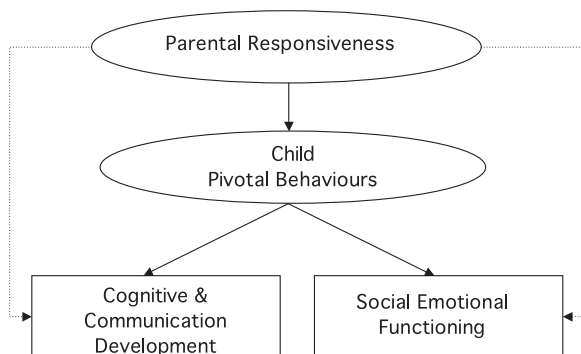 Parental Responsiveness
Child
Pivotal Behaviours
Cognitive &
Communication
Development
Social Emotional
Functioning